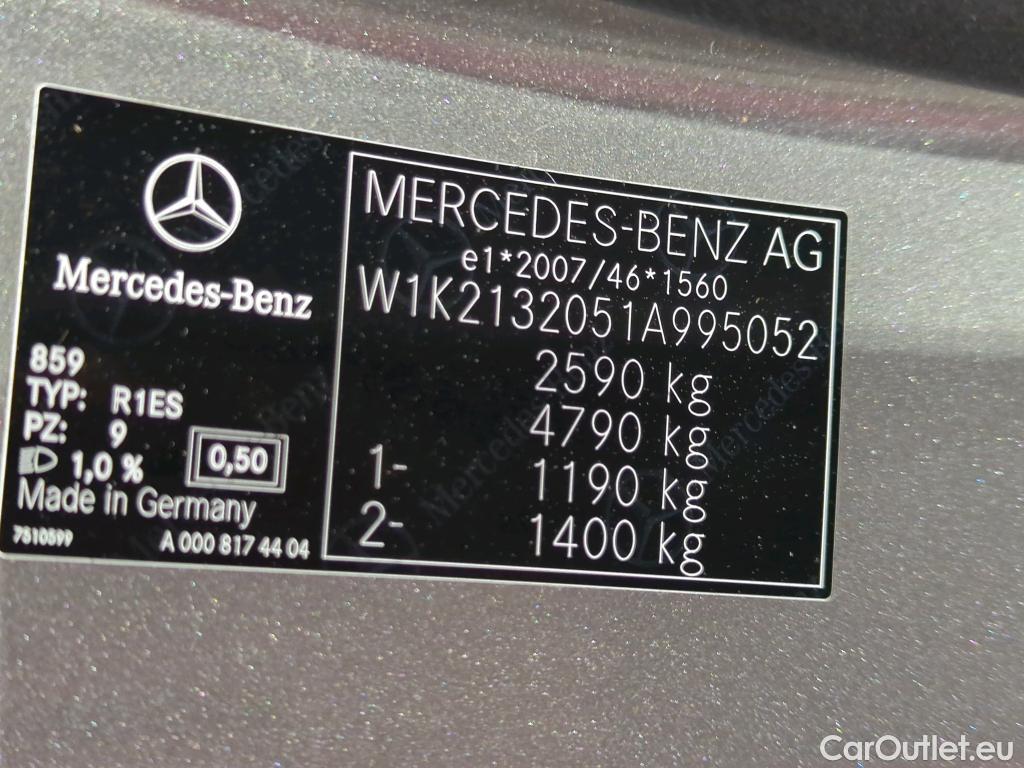 Mercedes-Benz
859
TYP: R1ES
PZ: 9
1,0 % 0,50
Made in Germany
7510599 A 000 817 44 04
MERCEDES-BENZ AG
e1*2007/46*1560
W1K2132051A995052
2590 kg
4790 kg
1- 1190 kg
2- 1400 kg
CarOutlet.eu